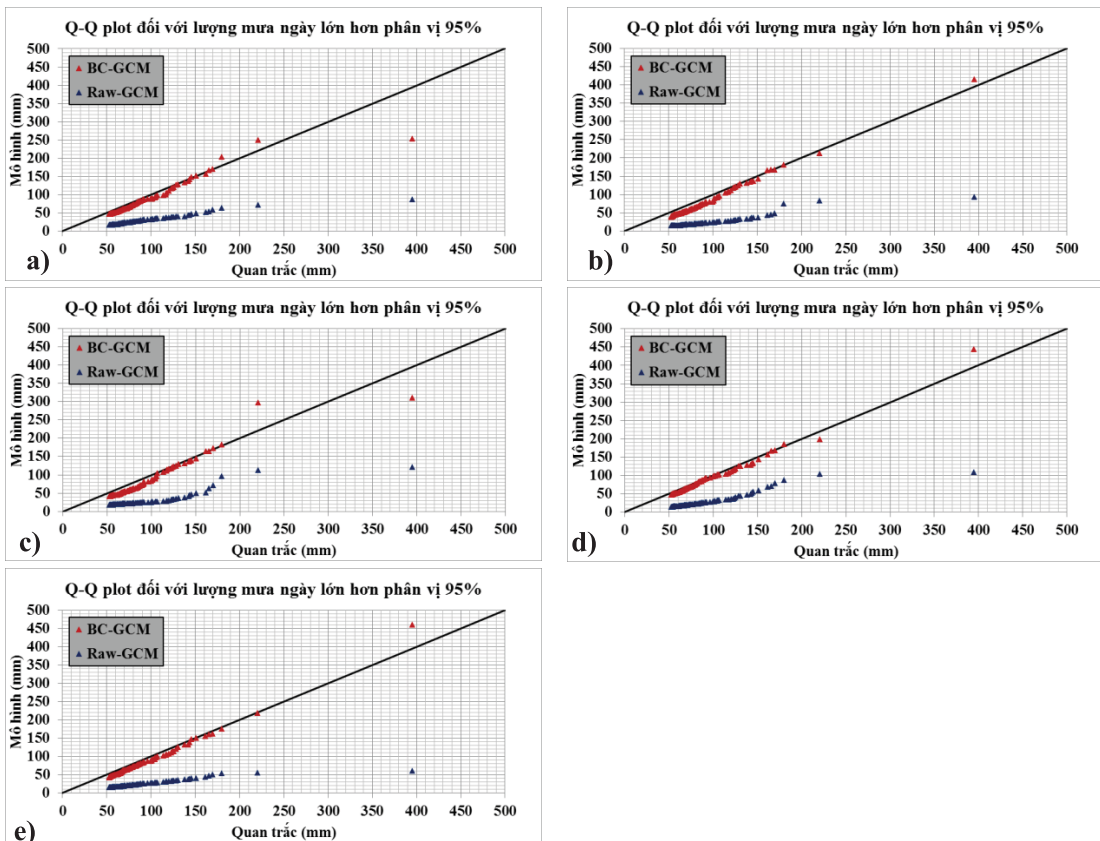 Q-Q plot đối với lượng mưa ngày lớn hơn phân vị 95%
500
450
400
350
300
250
200
150
100
50
0
Mô hình (mm)
BC-GCM
Raw-GCM
0 50 100 150 200 250 300 350 400 450 500
Quan trắc (mm)
a)
Q-Q plot đối với lượng mưa ngày lớn hơn phân vị 95%
500
450
400
350
300
250
200
150
100
50
0
Mô hình (mm)
BC-GCM
Raw-GCM
0 50 100 150 200 250 300 350 400 450 500
Quan trắc (mm)
b)
Q-Q plot đối với lượng mưa ngày lớn hơn phân vị 95%
500
450
400
350
300
250
200
150
100
50
0
Mô hình (mm)
BC-GCM
Raw-GCM
0 50 100 150 200 250 300 350 400 450 500
Quan trắc (mm)
c)
Q-Q plot đối với lượng mưa ngày lớn hơn phân vị 95%
500
450
400
350
300
250
200
150
100
50
0
Mô hình (mm)
BC-GCM
Raw-GCM
0 50 100 150 200 250 300 350 400 450 500
Quan trắc (mm)
d)
Q-Q plot đối với lượng mưa ngày lớn hơn phân vị 95%
500
450
400
350
300
250
200
150
100
50
0
Mô hình (mm)
BC-GCM
Raw-GCM
0 50 100 150 200 250 300 350 400 450 500
Quan trắc (mm)
e)